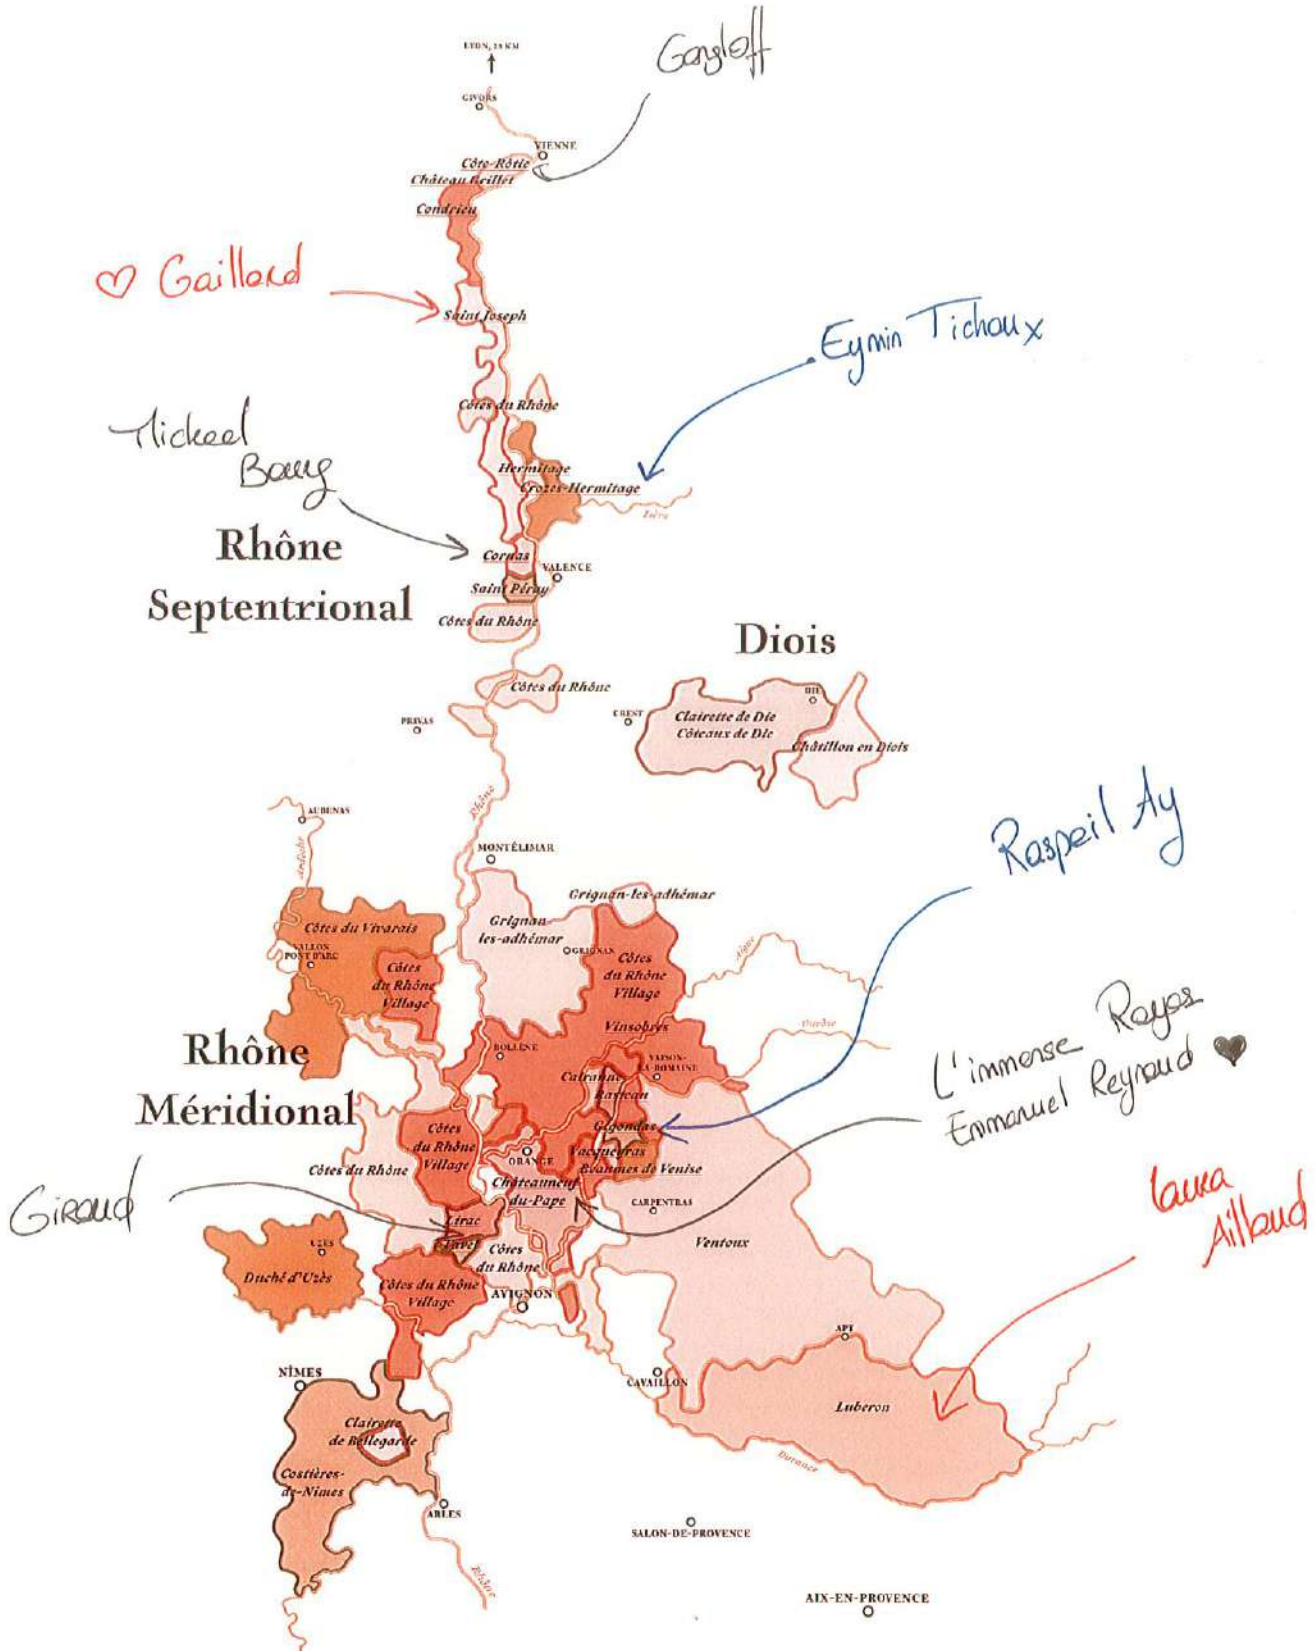 LYON, 25 KM
Gangloff
GIVORS
VIENNE
Côte-Rôtie
Château Grillet
Condrieu
♡ Gaillard
Saint Joseph
Eymin Tichoux
Côtes du Rhône
Mickael
Bourg
Hermitage
Crozes-Hermitage
Isère
Rhône
Septentrional
Cornas
VALENCE
Saint Péray
Côtes du Rhône
Diois
Côtes du Rhône
PRIVAS
CREST
DIE
Clairette de Die
Côteaux de Die
Châtillon en Diois
Rhône
AUBENAS
Ardèche
Raspail Ay
MONTÉLIMAR
Grignan-les-adhémar
Grignan-
les-adhémar
GRIGNAN
Côtes du Vivarais
VALLON
PONT D'ARC
Côtes
du Rhône
Village
Côtes
du Rhône
Village
Aigue
Vinsobres
Rhône
Méridional
BOLLÈNE
VAISON-
LA-ROMAINE
Cairanne
Rasteau
L'immense Rayas
Emmanuel Reynaud ♥
Gigondas
Côtes
du Rhône
Village
Côtes du Rhône
ORANGE
Vacqueyras
Beaumes de Venise
Châteauneuf-
du-Pape
CARPENTRAS
Giraud
Laura
Aillaud
Lirac
Tavel
Côtes
du Rhône
Ventoux
UZÈS
Duché d'Uzès
Côtes du Rhône
Village
AVIGNON
APT
NÎMES
CAVAILLON
Luberon
Clairette
de Bellegarde
Costières-
de-Nîmes
Durance
ARLES
SALON-DE-PROVENCE
Rhône
AIX-EN-PROVENCE